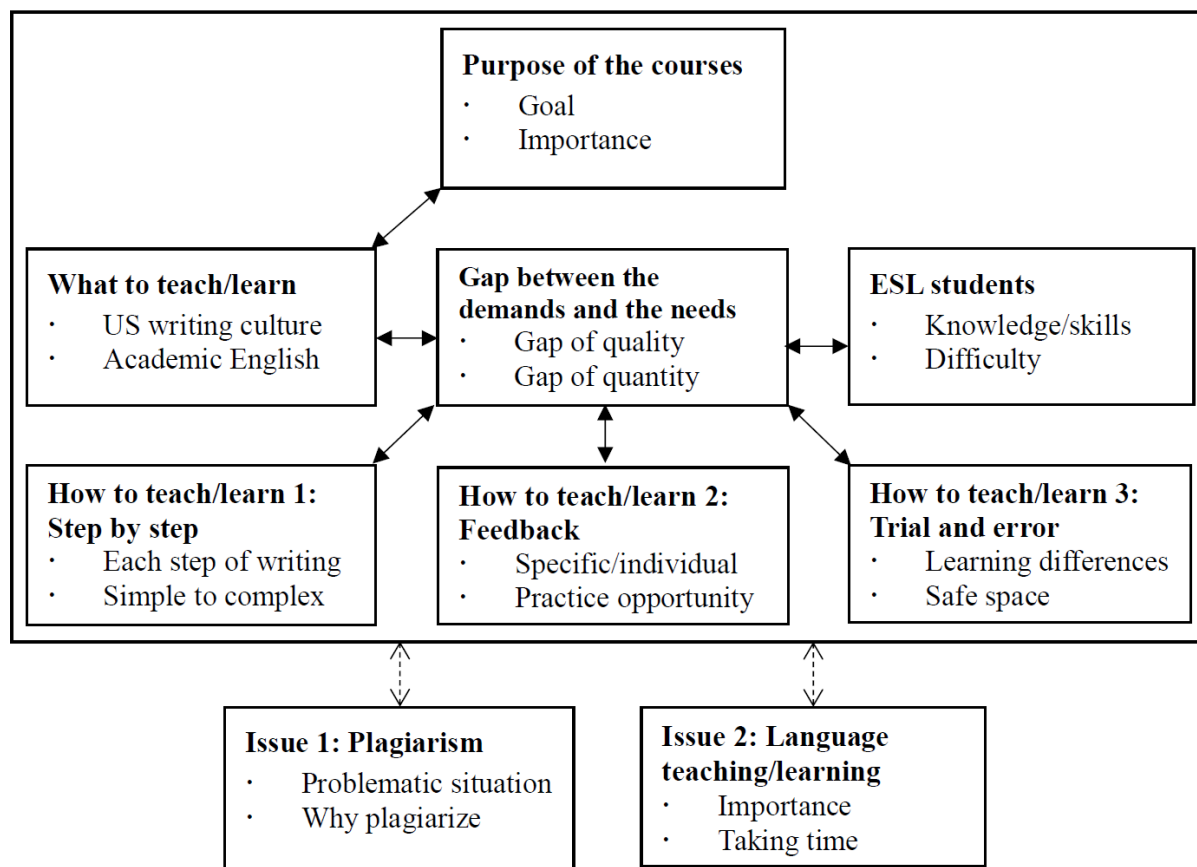 Purpose of the courses
· Goal
· Importance
What to teach/learn
· US writing culture
· Academic English
Gap between the
demands and the needs
· Gap of quality
· Gap of quantity
ESL students
· Knowledge/skills
· Difficulty
How to teach/learn 1:
Step by step
· Each step of writing
· Simple to complex
How to teach/learn 2:
Feedback
· Specific/individual
· Practice opportunity
How to teach/learn 3:
Trial and error
· Learning differences
· Safe space
Issue 1: Plagiarism
· Problematic situation
· Why plagiarize
Issue 2: Language
teaching/learning
· Importance
· Taking time